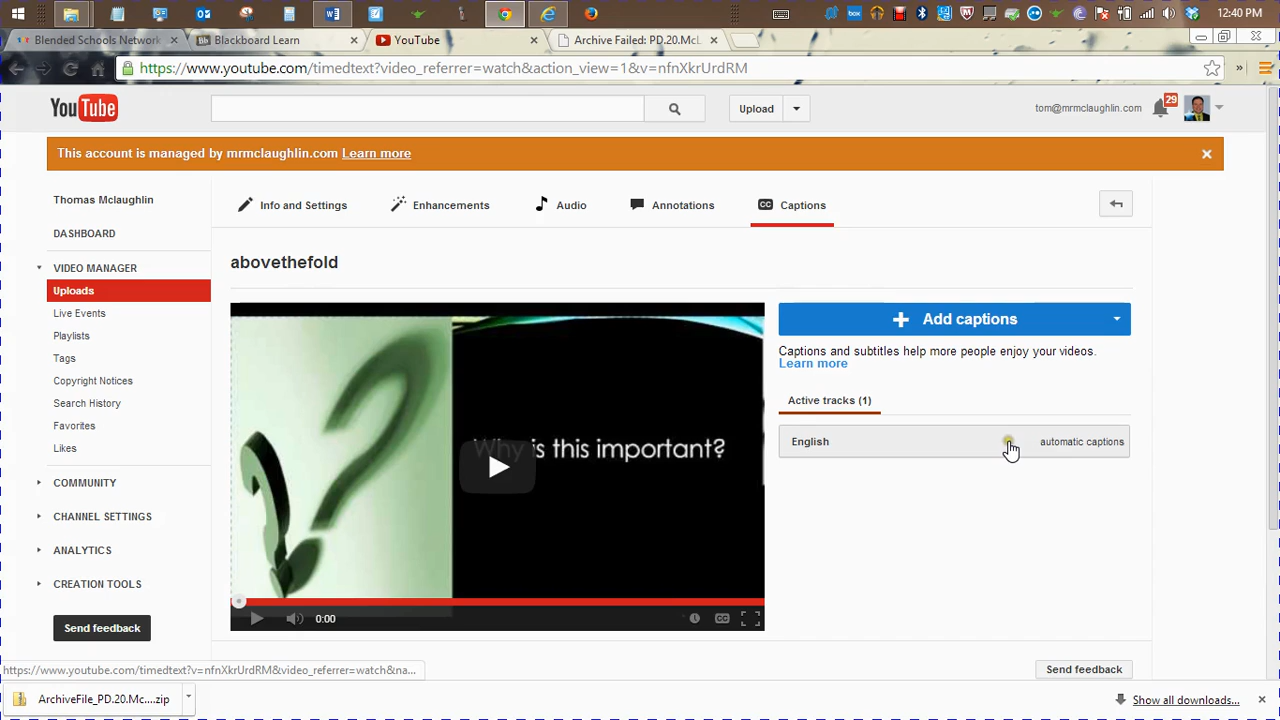 12:40 PM
Blended Schools Network
Blackboard Learn
YouTube
Archive Failed: PD.20.McL
https://www.youtube.com/timedtext?video_referrer=watch&action_view=1&v=nfnXkrUrdRM
YouTube
Upload
tom@mrmclaughlin.com
29
This account is managed by mrmclaughlin.com Learn more
Thomas Mclaughlin
DASHBOARD
VIDEO MANAGER
Uploads
Live Events
Playlists
Tags
Copyright Notices
Search History
Favorites
Likes
COMMUNITY
CHANNEL SETTINGS
ANALYTICS
CREATION TOOLS
Send feedback
Info and Settings
Enhancements
Audio
Annotations
CC Captions
abovethefold
Why is this important?
0:00
CC
+ Add captions
Captions and subtitles help more people enjoy your videos.
Learn more
Active tracks (1)
English
automatic captions
Send feedback
https://www.youtube.com/timedtext?v=nfnXkrUrdRM&video_referrer=watch&na...
ArchiveFile_PD.20.Mc....zip
Show all downloads...